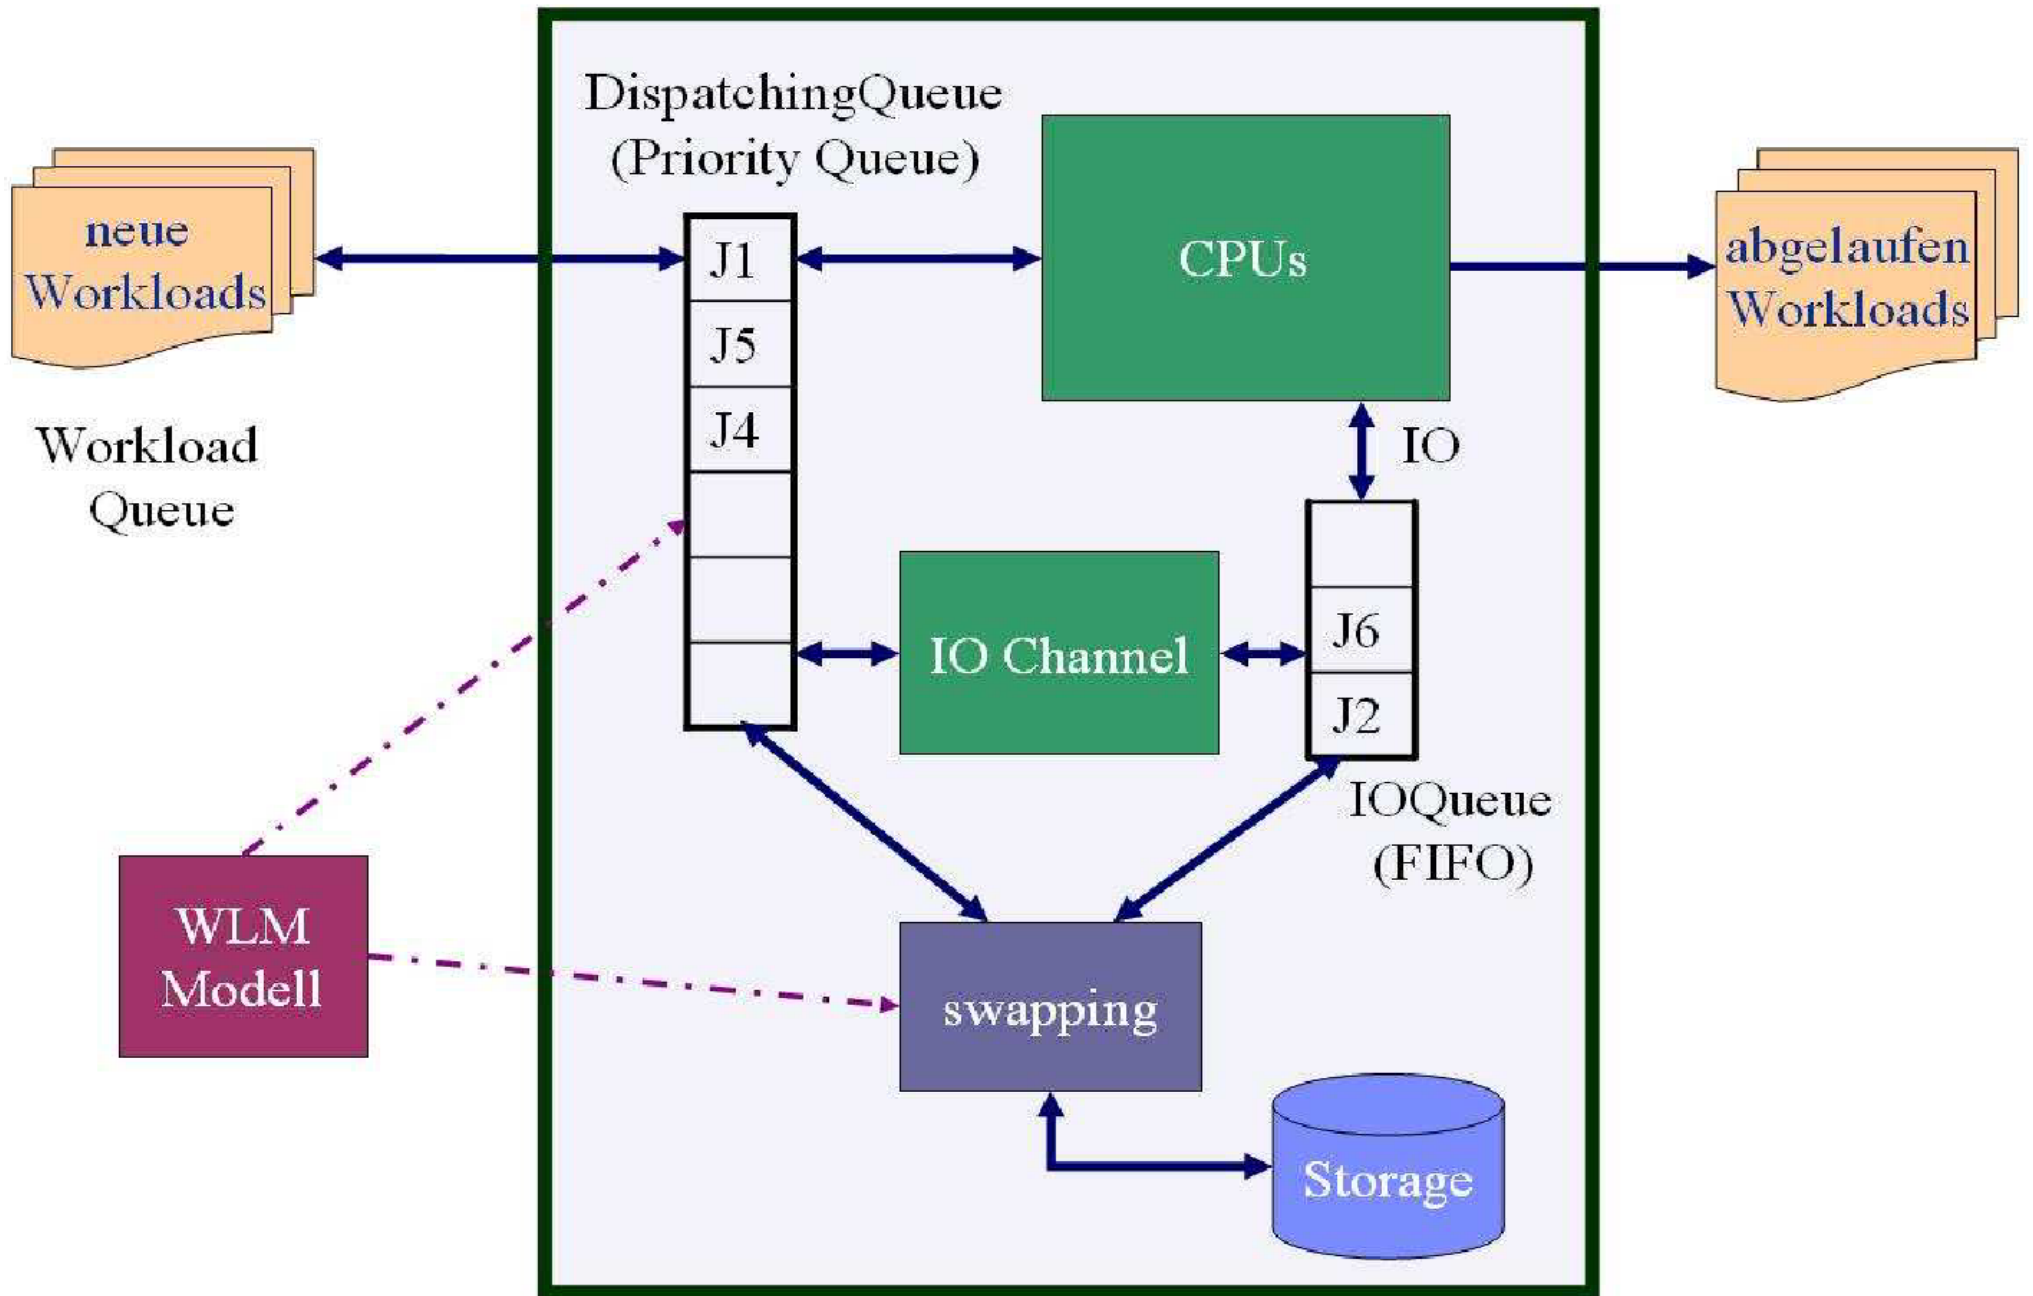 DispatchingQueue
(Priority Queue)
neue
Workloads
Workload
Queue
J1
J5
J4
CPUs
abgelaufen
Workloads
IO
IO Channel
J6
J2
IOQueue
(FIFO)
WLM
Modell
swapping
Storage